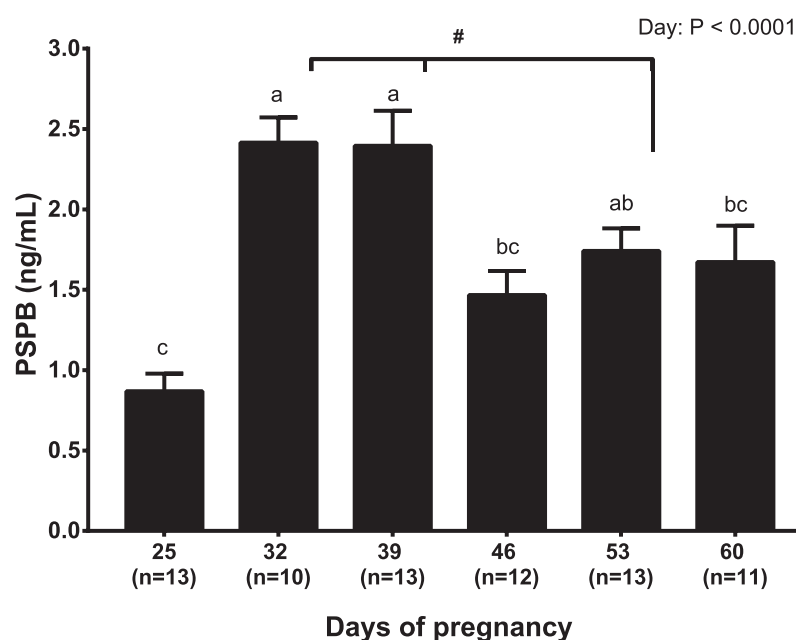 Day: P < 0.0001
#
3.0
2.5
2.0
1.5
1.0
0.5
0.0
PSPB (ng/mL)
c
a
a
bc
ab
bc
25 32 39 46 53 60
(n=13) (n=10) (n=13) (n=12) (n=13) (n=11)
Days of pregnancy